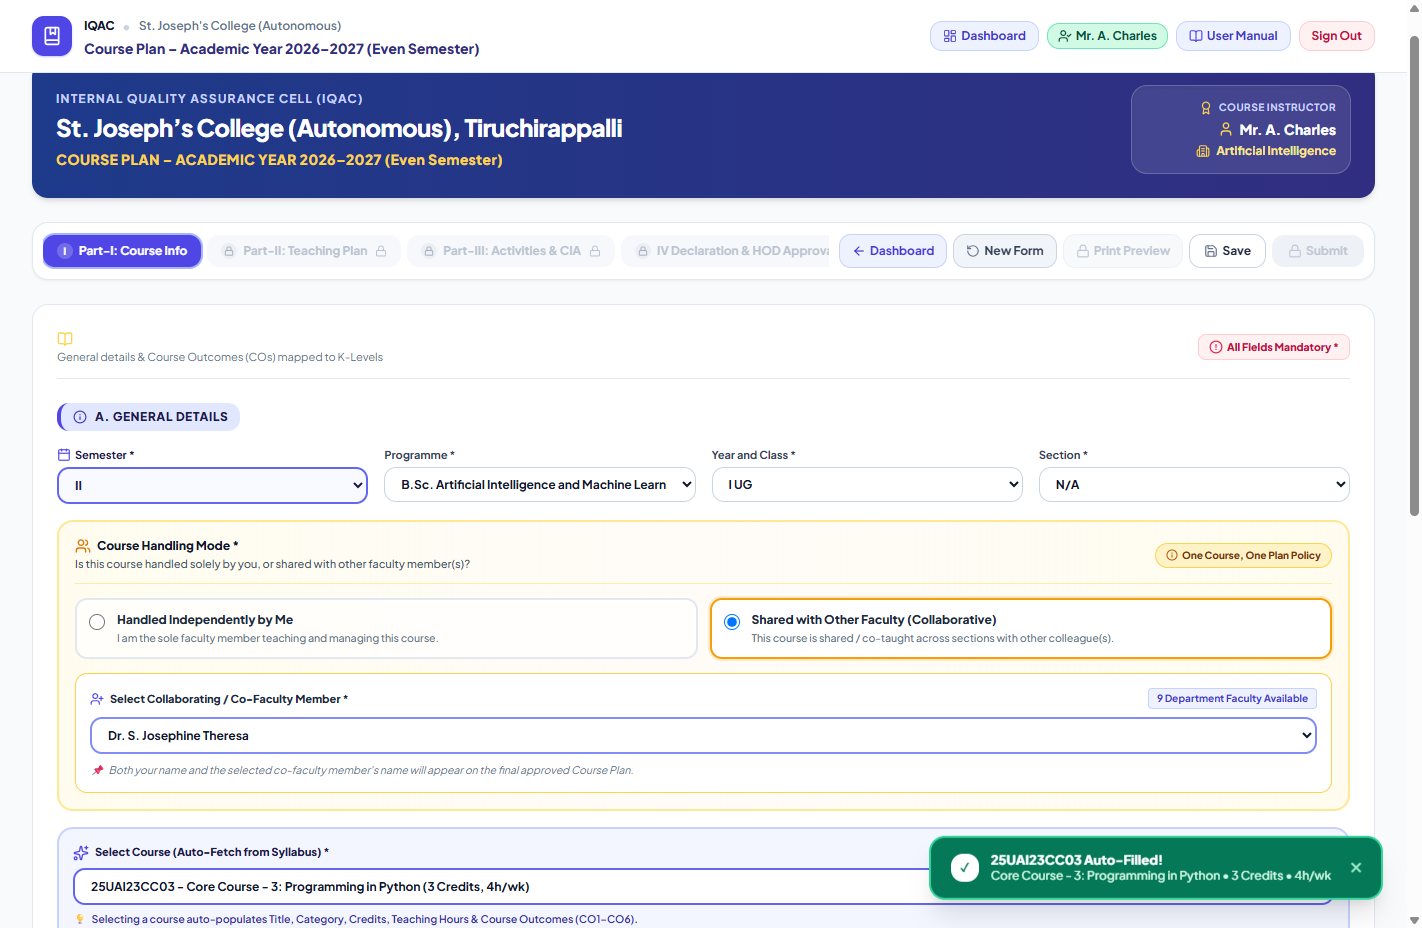 IQAC • St. Joseph's College (Autonomous)
Course Plan – Academic Year 2026–2027 (Even Semester)
Dashboard
Mr. A. Charles
User Manual
Sign Out
INTERNAL QUALITY ASSURANCE CELL (IQAC)
St. Joseph's College (Autonomous), Tiruchirappalli
COURSE PLAN – ACADEMIC YEAR 2026–2027 (Even Semester)
COURSE INSTRUCTOR
Mr. A. Charles
Artificial Intelligence
I Part-I: Course Info
Part-II: Teaching Plan
Part-III: Activities & CIA
IV Declaration & HOD Approva
Dashboard
New Form
Print Preview
Save
Submit
General details & Course Outcomes (COs) mapped to K-Levels
All Fields Mandatory *
A. GENERAL DETAILS
Semester *
Programme *
Year and Class *
Section *
II
B.Sc. Artificial Intelligence and Machine Learn
I UG
N/A
Course Handling Mode *
Is this course handled solely by you, or shared with other faculty member(s)?
One Course, One Plan Policy
Handled Independently by Me
I am the sole faculty member teaching and managing this course.
Shared with Other Faculty (Collaborative)
This course is shared / co-taught across sections with other colleague(s).
Select Collaborating / Co-Faculty Member *
9 Department Faculty Available
Dr. S. Josephine Theresa
Both your name and the selected co-faculty member's name will appear on the final approved Course Plan.
Select Course (Auto-Fetch from Syllabus) *
25UAI23CC03 - Core Course - 3: Programming in Python (3 Credits, 4h/wk)
Selecting a course auto-populates Title, Category, Credits, Teaching Hours & Course Outcomes (CO1-CO6).
25UAI23CC03 Auto-Filled!
Core Course - 3: Programming in Python • 3 Credits • 4h/wk